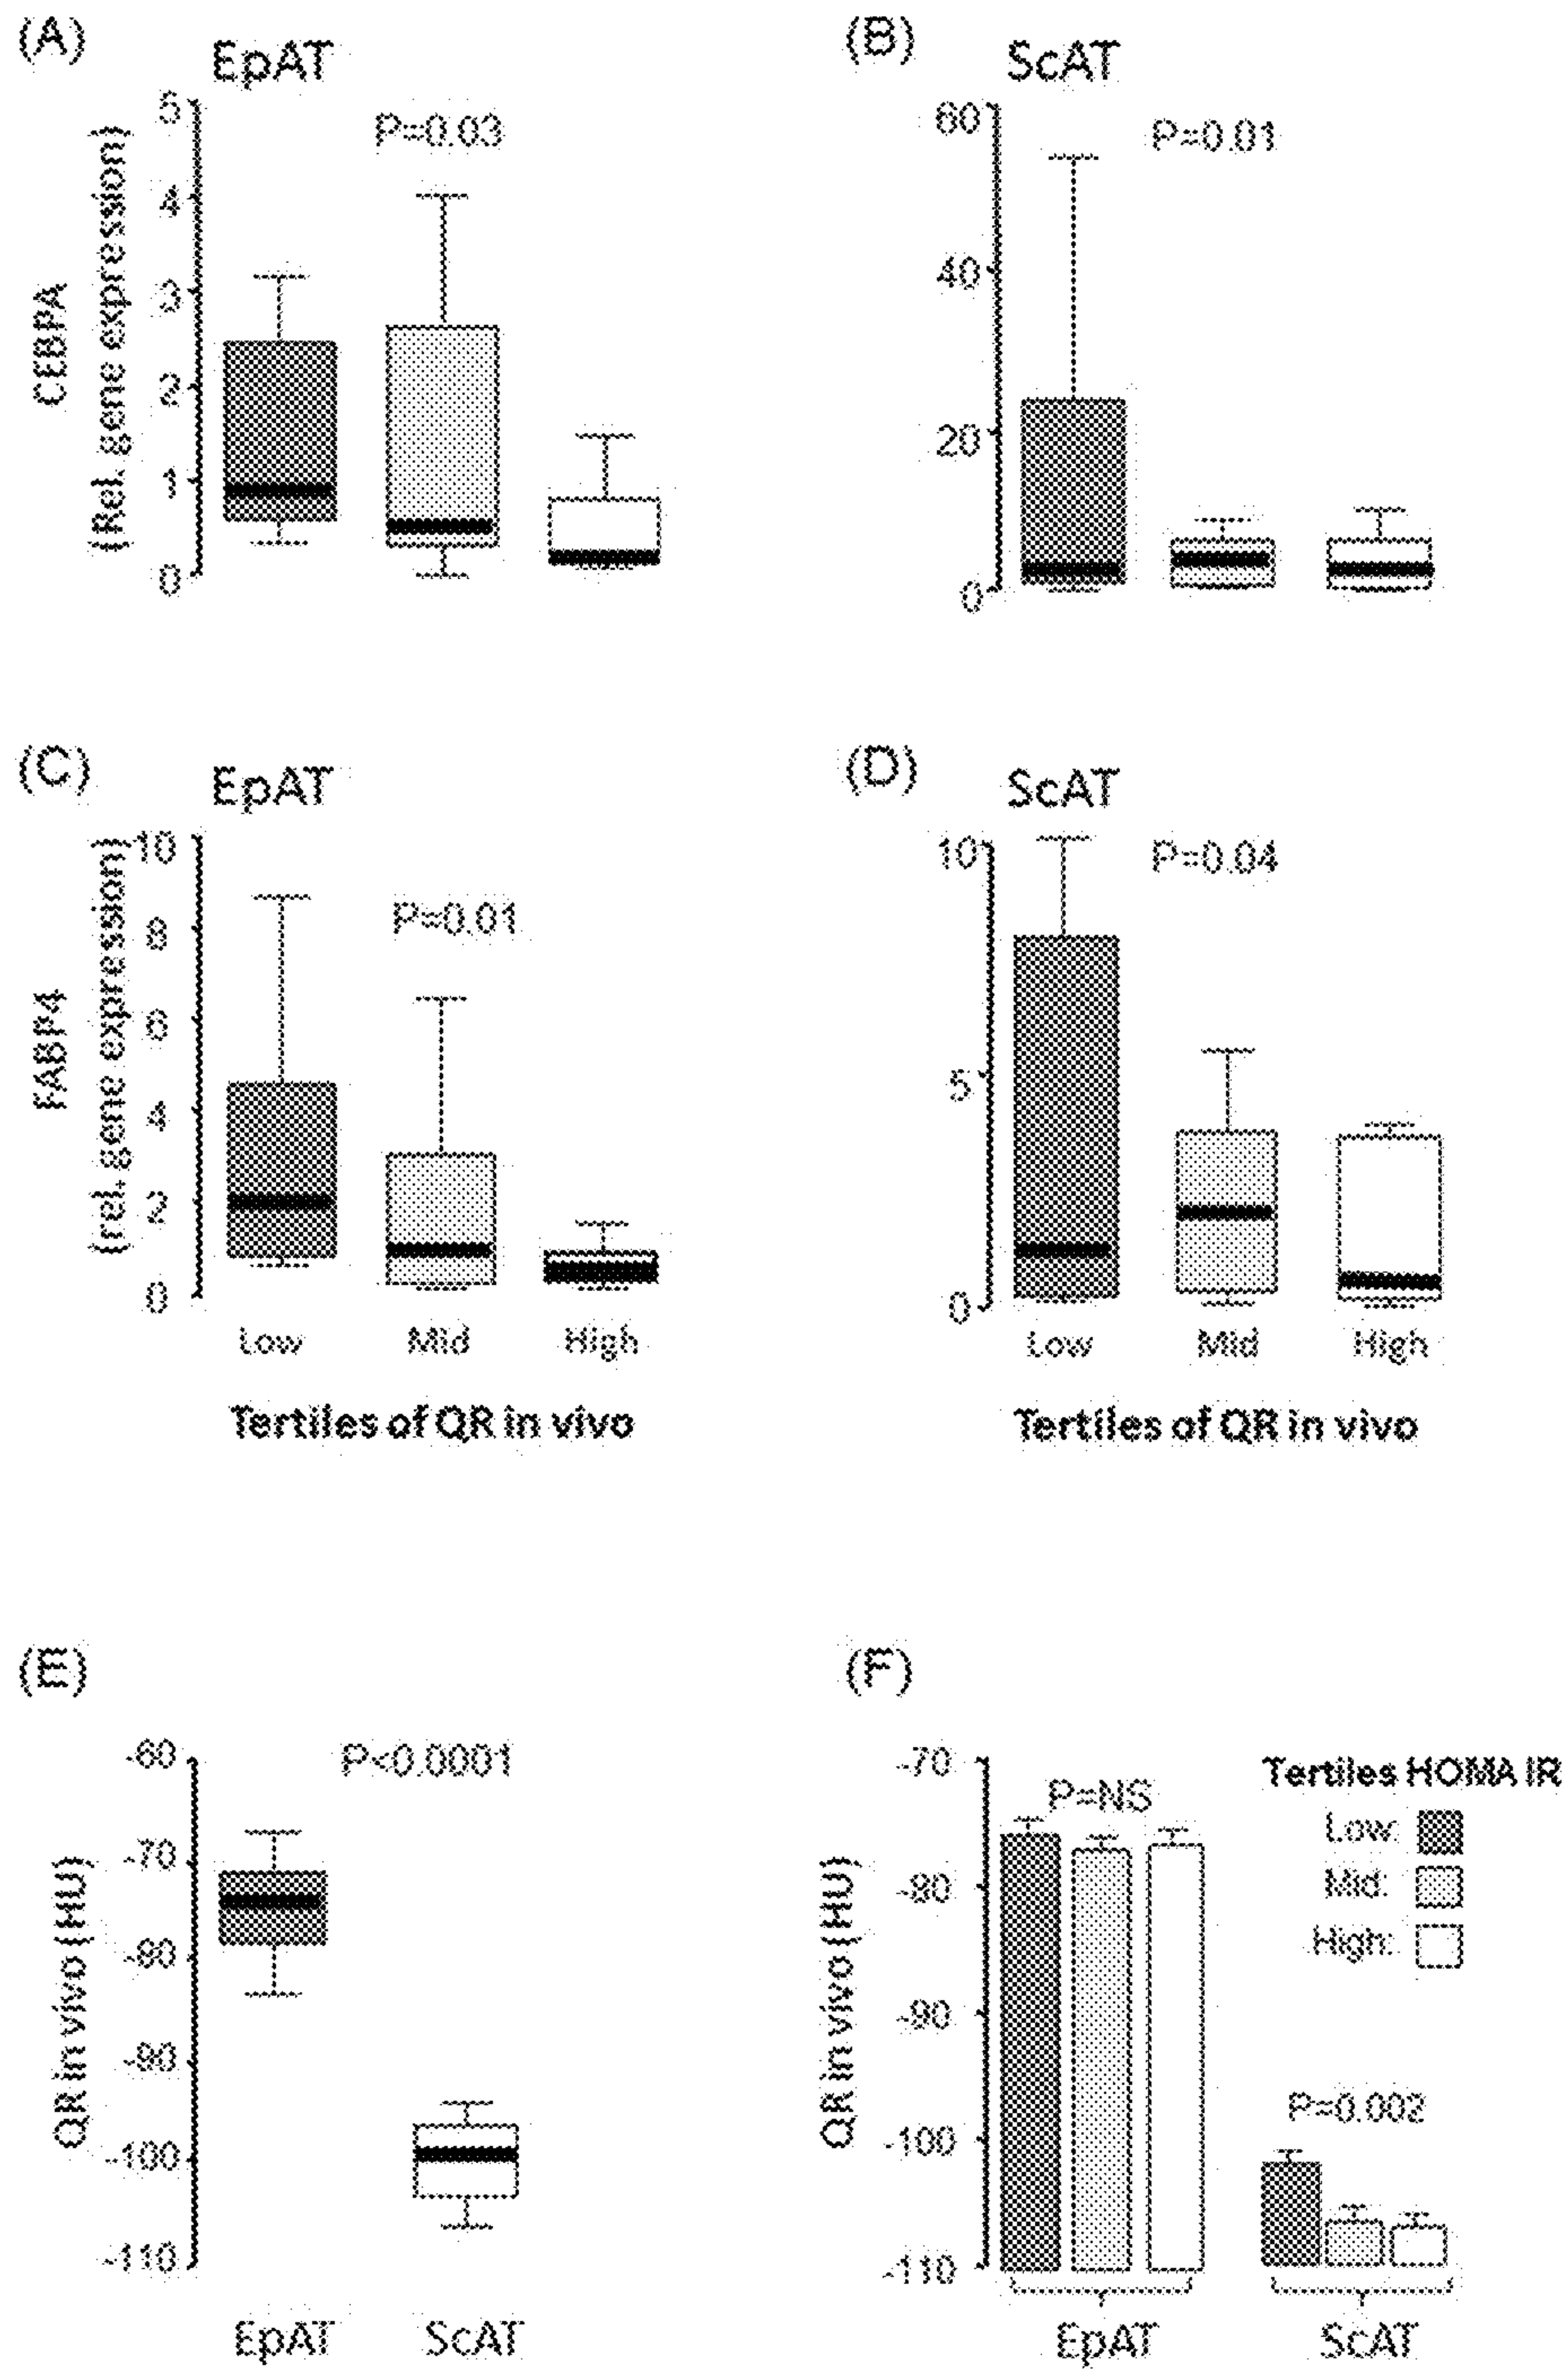 (A)
EpAT
P=0.03
CEBPA
(Rel. gene expression)
5
4
3
2
1
0
(B)
ScAT
P=0.01
60
40
20
0
(C)
EpAT
P=0.01
FABP4
(rel. gene expression)
10
8
6
4
2
0
Low Mid High
Tertiles of QR in vivo
(D)
ScAT
P=0.04
10
5
0
Low Mid High
Tertiles of QR in vivo
(E)
P<0.0001
QR in vivo (HU)
-60
-70
-80
-90
-100
-110
EpAT ScAT
(F)
P=NS
QR in vivo (HU)
-70
-80
-90
-100
-110
Tertiles HOMA IR
Low:
Mid:
High:
P=0.002
EpAT ScAT